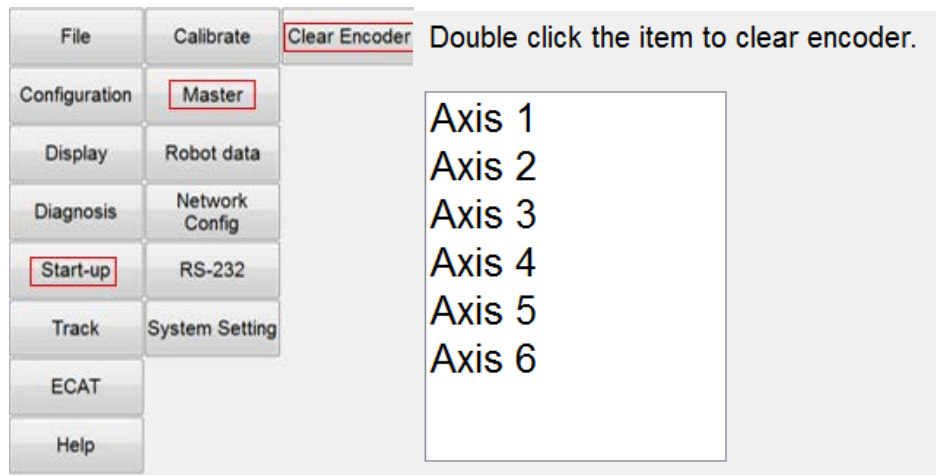 File
Calibrate
Clear Encoder
Configuration
Master
Display
Robot data
Diagnosis
Network
Config
Start-up
RS-232
Track
System Setting
ECAT
Help
Double click the item to clear encoder.
Axis 1
Axis 2
Axis 3
Axis 4
Axis 5
Axis 6